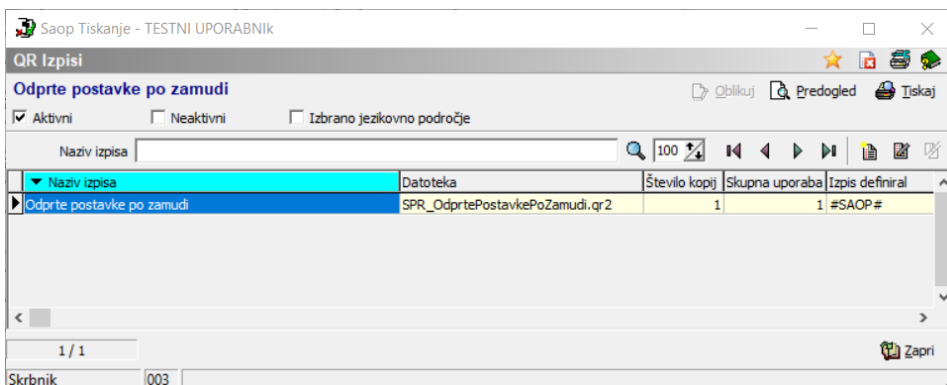 Saop Tiskanje - TESTNI UPORABNIk
QR Izpisi
Odprte postavke po zamudi
Oblikuj Predogled Tiskaj
Aktivni Neaktivni Izbrano jezikovno področje
Naziv izpisa 100
Naziv izpisa Datoteka Število kopij Skupna uporaba Izpis definiral
Odprte postavke po zamudi SPR_OdprtePostavkePoZamudi.qr2 1 1 #SAOP#
1 / 1
Zapri
Skrbnik 003